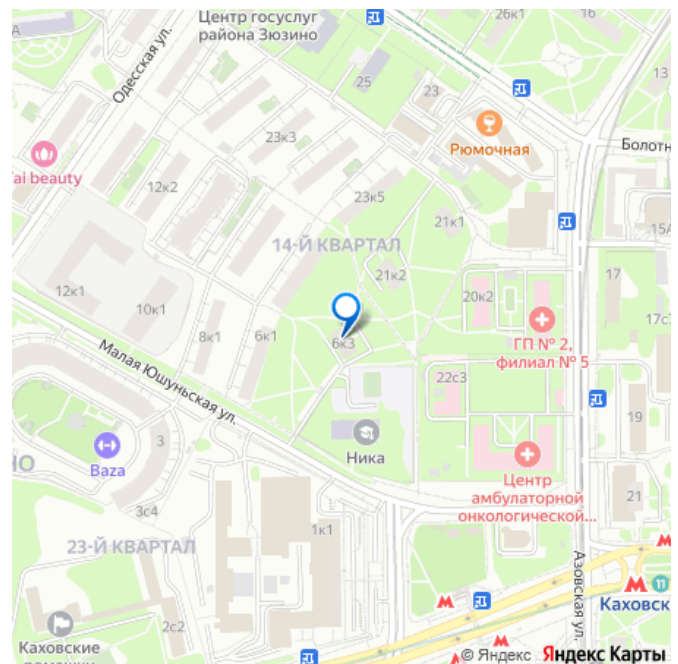 Центр госуслуг
района Зюзино
26к1
Одесская ул.
25
23
13
23к3
Рюмочная
Болотн
Tai beauty
12к2
23к5
21к1
15А
14-Й КВАРТАЛ
21к2
17
12к1
10к1
20к2
17с7
8к1
6к1
6к3
ГП № 2,
филиал № 5
Малая Юшуньская ул.
22с3
19
3
Ника
Baza
НО
Центр
амбулаторной
онкологической...
21
3с4
1к1
23-Й КВАРТАЛ
Азовская ул.
11
Каховск
2с2
Каховские
© Яндекс Яндекс Карты